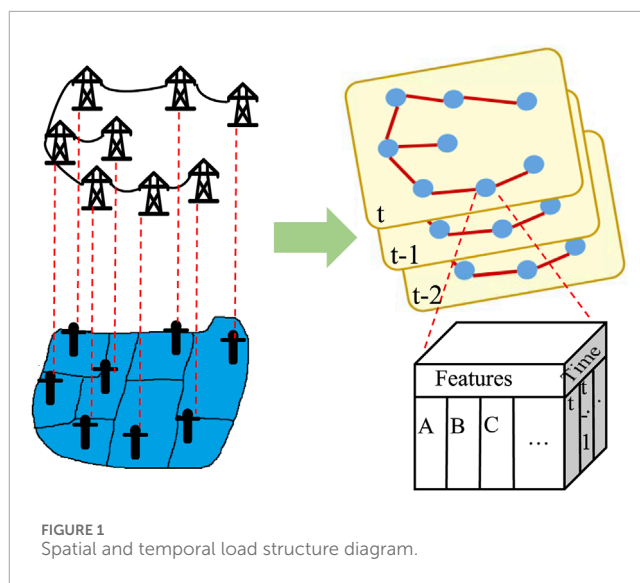 t
t-1
t-2
Features
Time
A
B
C
...
t
t-1
...
FIGURE 1
Spatial and temporal load structure diagram.